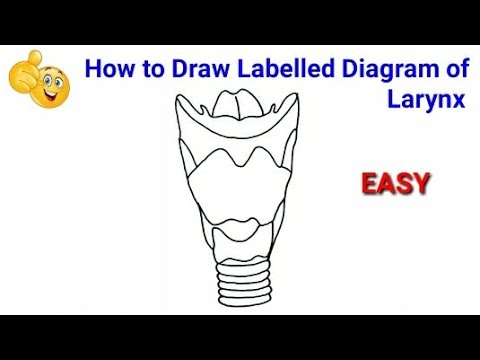 How to Draw Labelled Diagram of
Larynx
EASY